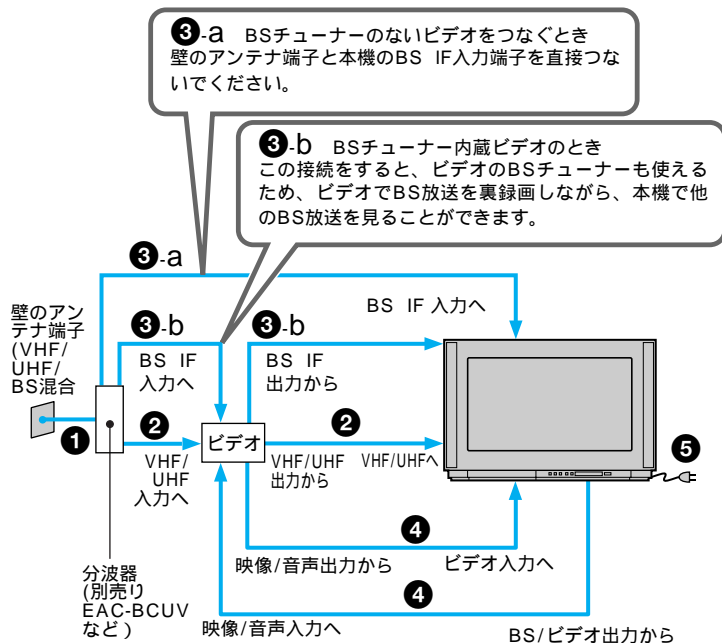 ❸-a BSチューナーのないビデオをつなぐとき
壁のアンテナ端子と本機のBS IF入力端子を直接つな
いでください。
❸-b BSチューナー内蔵ビデオのとき
この接続をすると、ビデオのBSチューナーも使える
ため、ビデオでBS放送を裏録画しながら、本機で他
のBS放送を見ることができます。
❸-a
壁のアン
テナ端子
(VHF/
UHF/
BS混合
❸-b
BS IF
入力へ
❸-b
BS IF
出力から
BS IF 入力へ
❶
❷
VHF/
UHF
入力へ
ビデオ
❷
VHF/UHF
出力から
VHF/UHFへ
❺
❹
映像/音声出力から
ビデオ入力へ
❹
映像/音声入力へ
BS/ビデオ出力から
分波器
(別売り
EAC-BCUV
など)